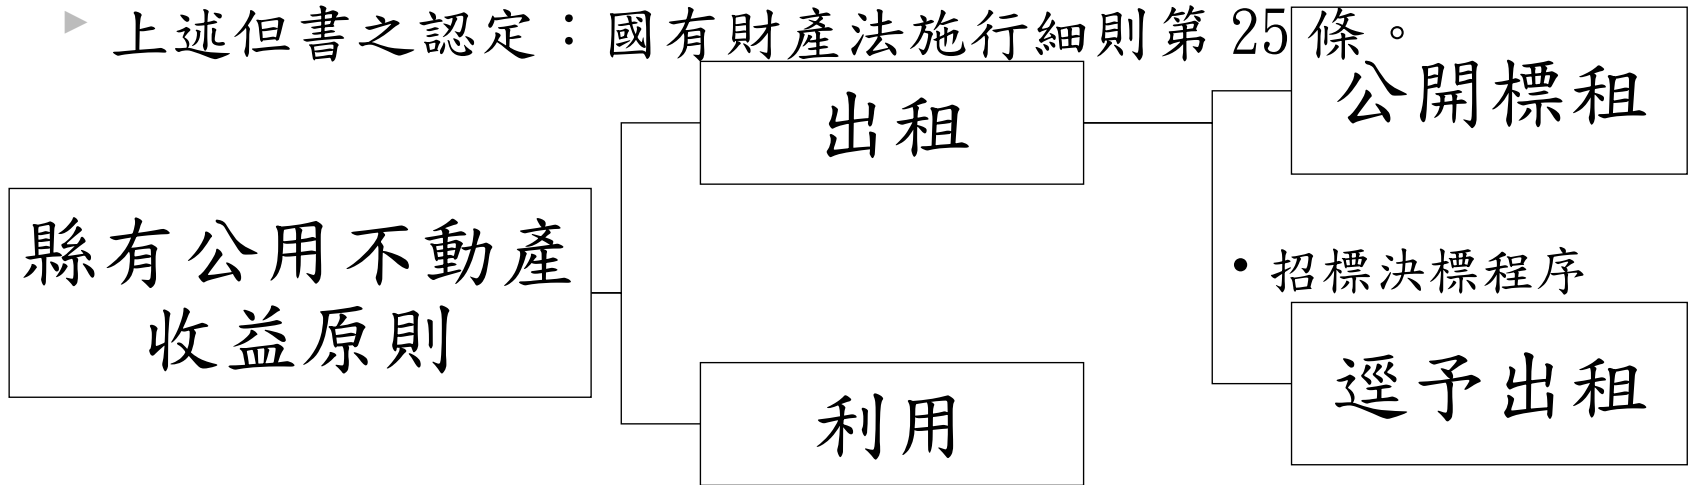 上述但書之認定：國有財產法施行細則第 25 條。
出租
公開標租
縣有公用不動產
收益原則
• 招標決標程序
利用
逕予出租